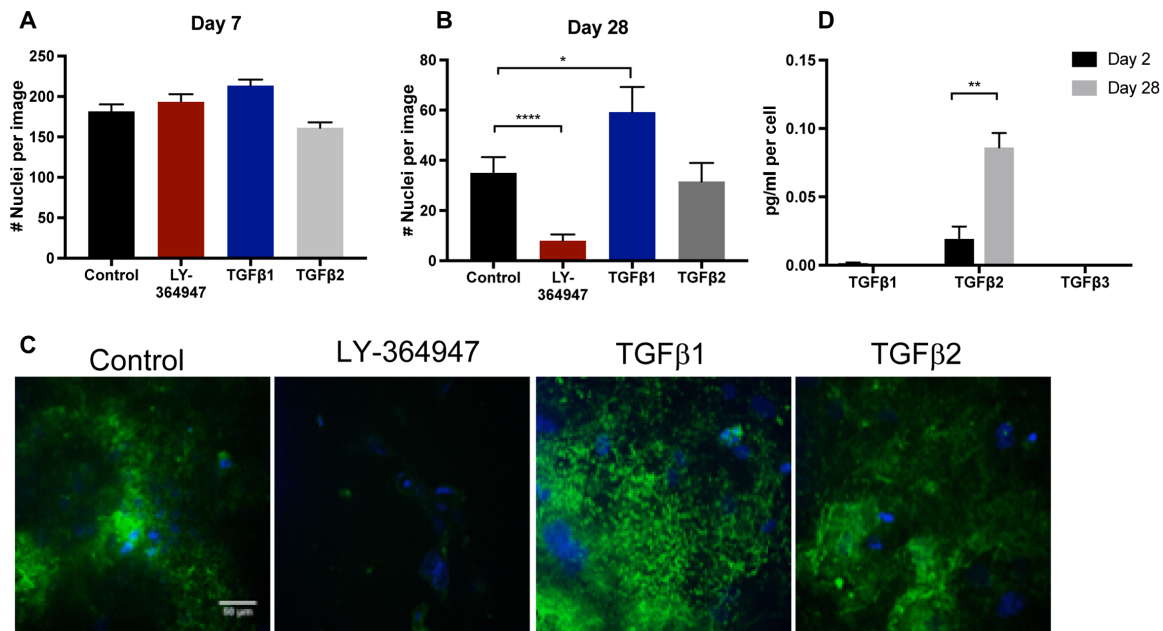 A
Day 7
# Nuclei per image
250
200
150
100
50
0
Control
LY-
364947
TGFβ1
TGFβ2
B
Day 28
# Nuclei per image
80
60
40
20
0
*
****
Control
LY-
364947
TGFβ1
TGFβ2
D
Day 2
Day 28
pg/ml per cell
0.15
0.10
0.05
0.00
**
TGFβ1
TGFβ2
TGFβ3
C
Control
LY-364947
TGFβ1
TGFβ2
50 μm